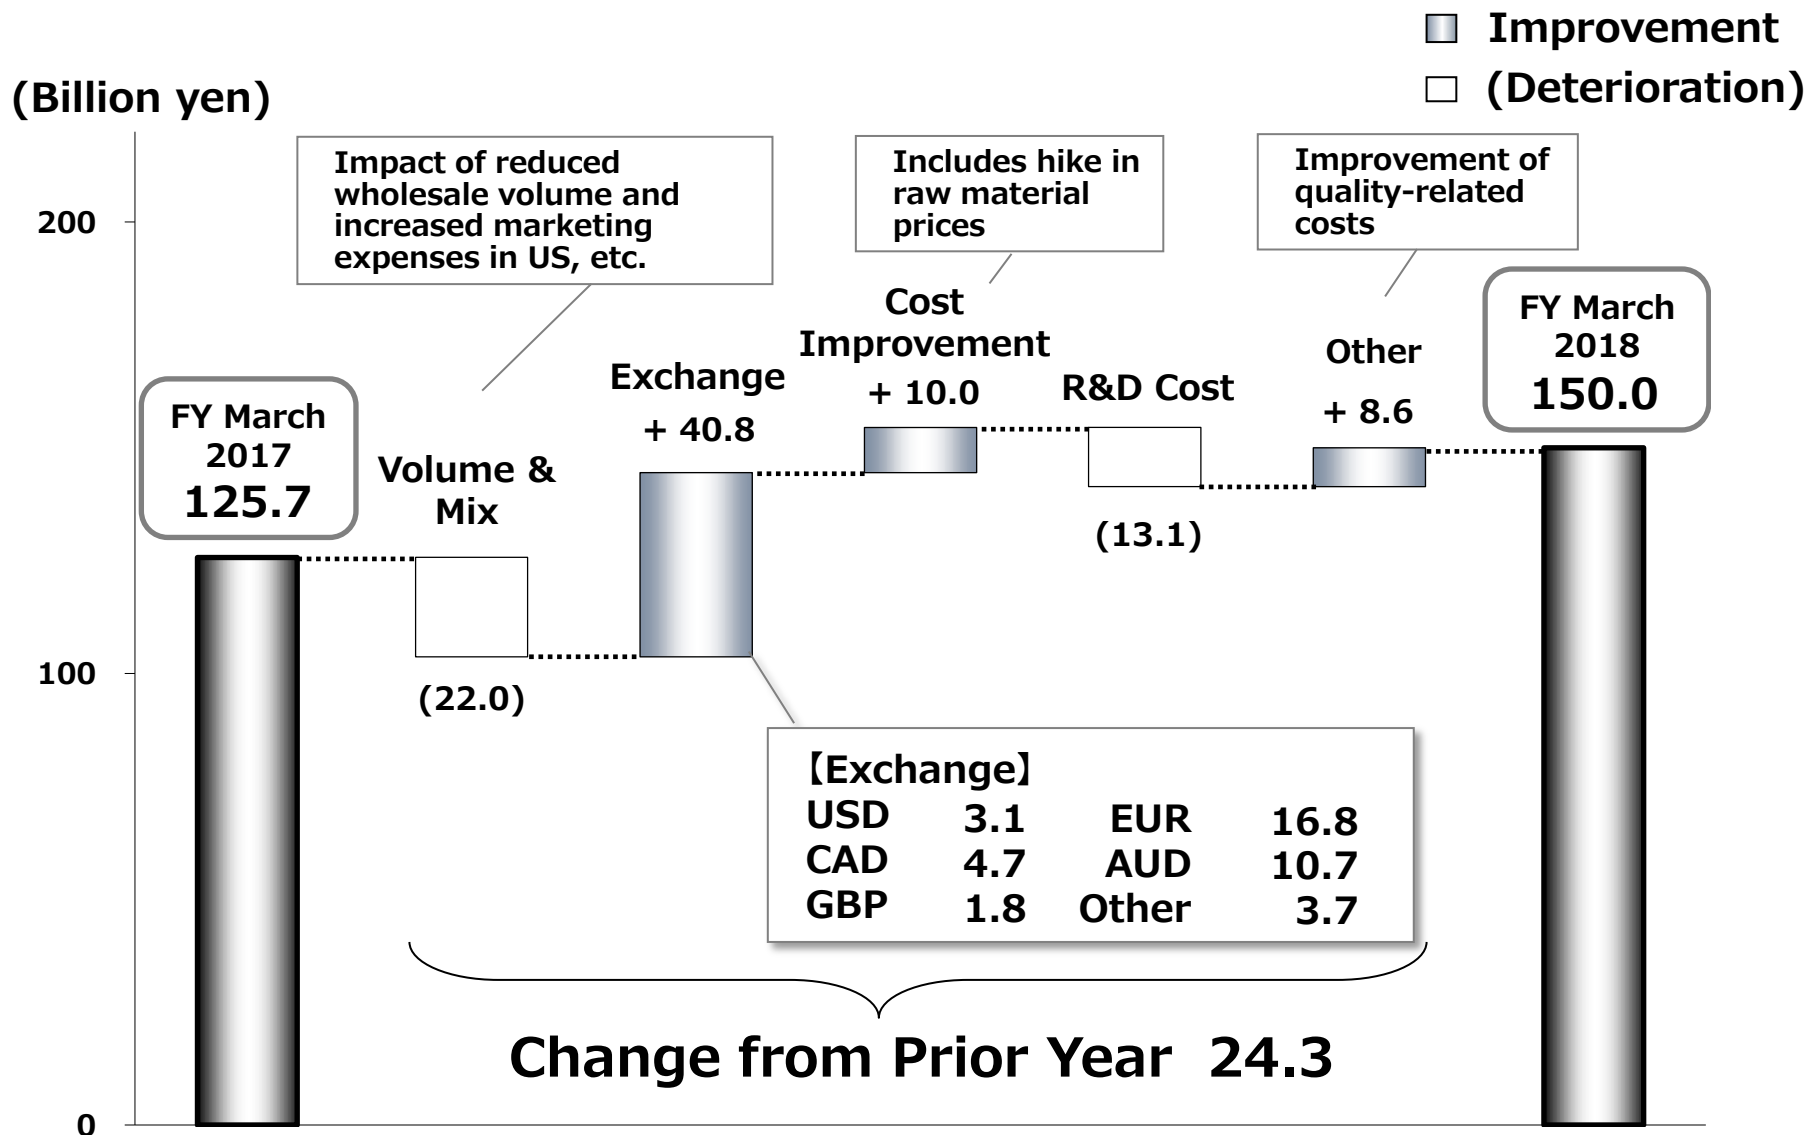 Improvement
(Deterioration)
(Billion yen)
200
100
0
Impact of reduced
wholesale volume and
increased marketing
expenses in US, etc.
Includes hike in
raw material
prices
Improvement of
quality-related
costs
FY March
2017
125.7
Volume &
Mix
(22.0)
Exchange
+ 40.8
Cost
Improvement
+ 10.0
R&D Cost
(13.1)
Other
+ 8.6
FY March
2018
150.0
【Exchange】
USD 3.1 EUR 16.8
CAD 4.7 AUD 10.7
GBP 1.8 Other 3.7
Change from Prior Year 24.3